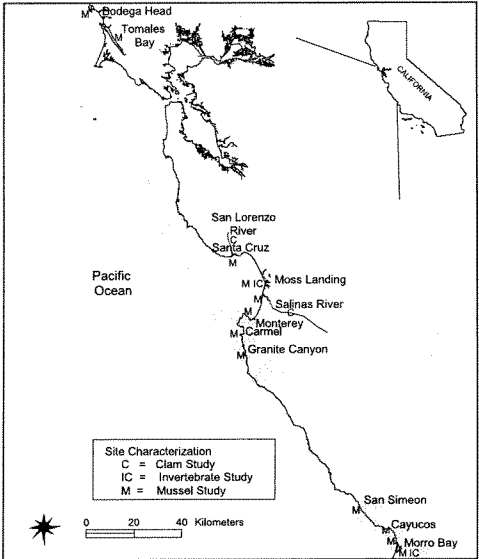 Bodega Head
M
Tomales
M Bay
CALIFORNIA
San Lorenzo
River
C
Santa Cruz
M
Pacific
Ocean
M IC Moss Landing
M Salinas River
C
M
Monterey
M Carmel
M Granite Canyon
Site Characterization
C = Clam Study
IC = Invertebrate Study
M = Mussel Study
0 20 40 Kilometers
San Simeon
M
Cayucos
M
M Morro Bay
M IC